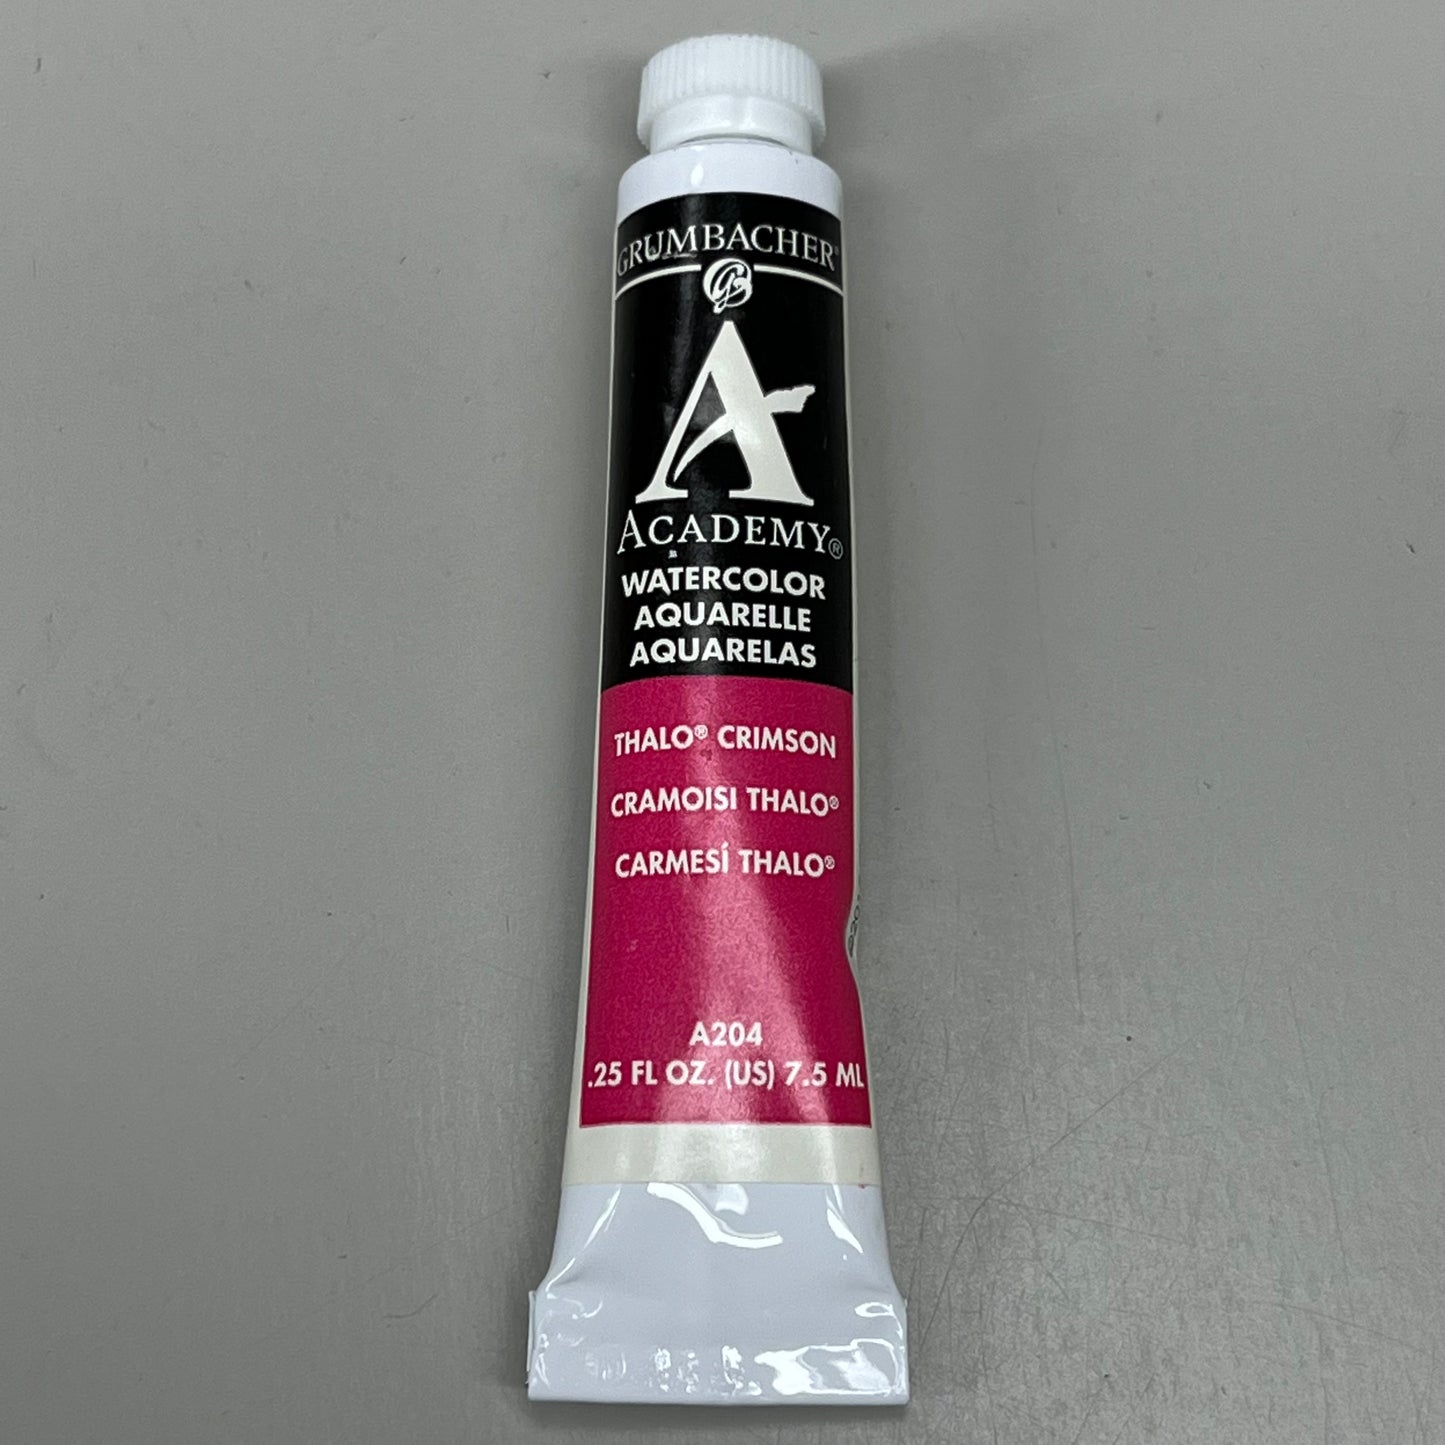 GRUMBACHER®
GB
A
ACADEMY®
WATERCOLOR
AQUARELLE
AQUARELAS
THALO® CRIMSON
CRAMOISI THALO®
CARMESÍ THALO®
A204
.25 FL OZ. (US) 7.5 ML